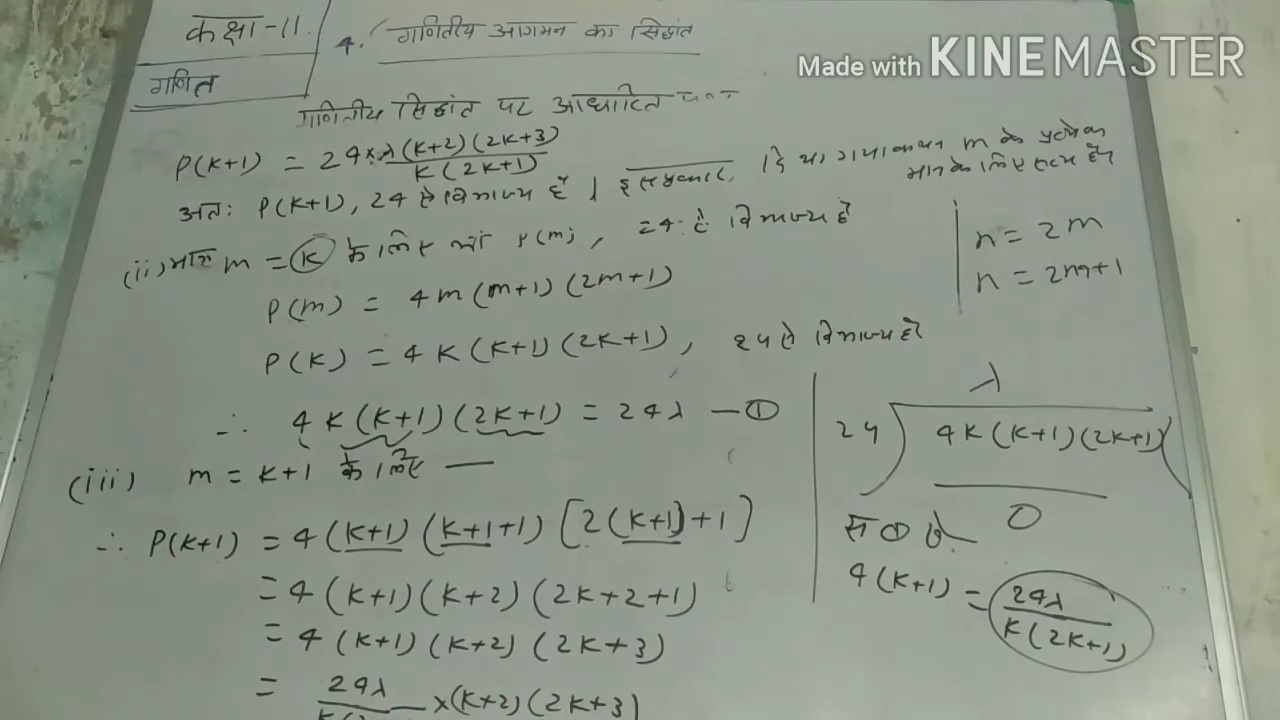 कक्षा-11
गणित
4. गणितीय आगमन का सिद्धांत
Made with KINEMASTER
गणितीय सिद्धांत पर आधारित
P(K+1) = 24×λ(K+2)(2K+3) / K(2K+1)
अतः P(K+1), 24 से विभाज्य है। इस प्रकार, दिया गया कथन m के प्रत्येक
मान के लिए सत्य है।
(ii) माना m = K के लिए P(m), 24 से विभाज्य है
n = 2m
n = 2m+1
P(m) = 4m(m+1)(2m+1)
P(K) = 4K(K+1)(2K+1), 24 से विभाज्य है
∴ 4K(K+1)(2K+1) = 24λ —①
λ
24) 4K(K+1)(2K+1)(
0
(iii) m = K+1 के लिए —
∴ P(K+1) = 4(K+1)(K+1+1)[2(K+1)+1]
= 4(K+1)(K+2)(2K+2+1)
= 4(K+1)(K+2)(2K+3)
= 24λ × (K+2)(2K+3)
स ① से
4(K+1) = 24λ / K(2K+1)